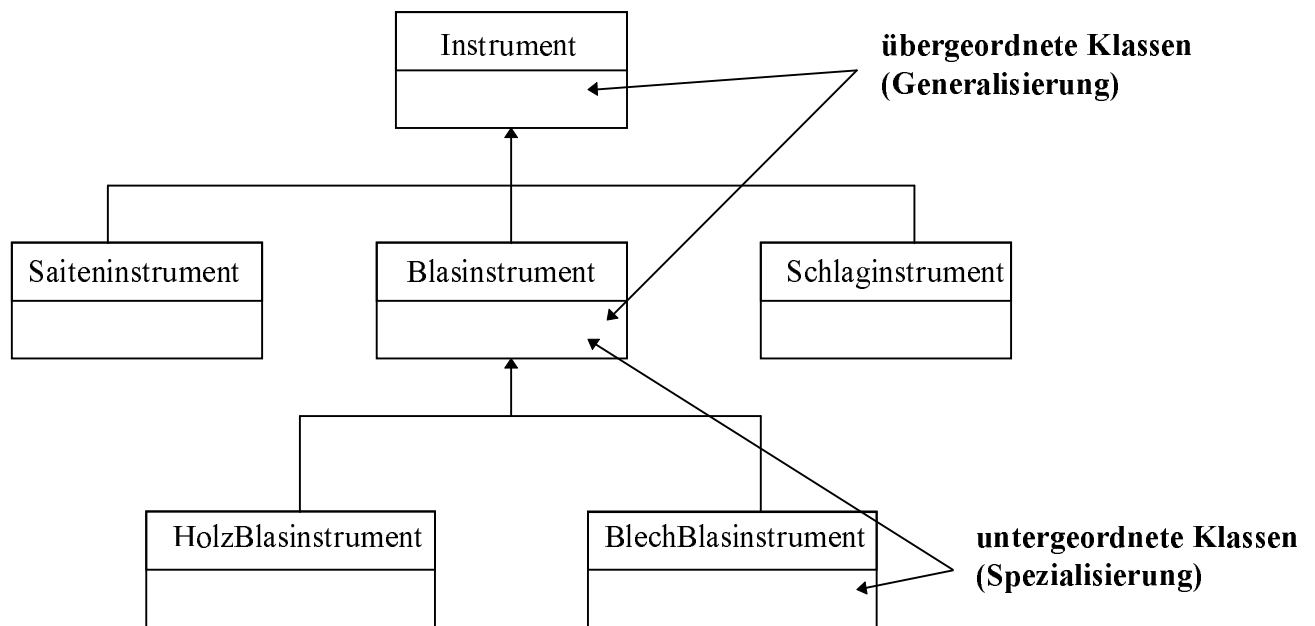 Instrument
übergeordnete Klassen
(Generalisierung)
Saiteninstrument
Blasinstrument
Schlaginstrument
HolzBlasinstrument
BlechBlasinstrument
untergeordnete Klassen
(Spezialisierung)